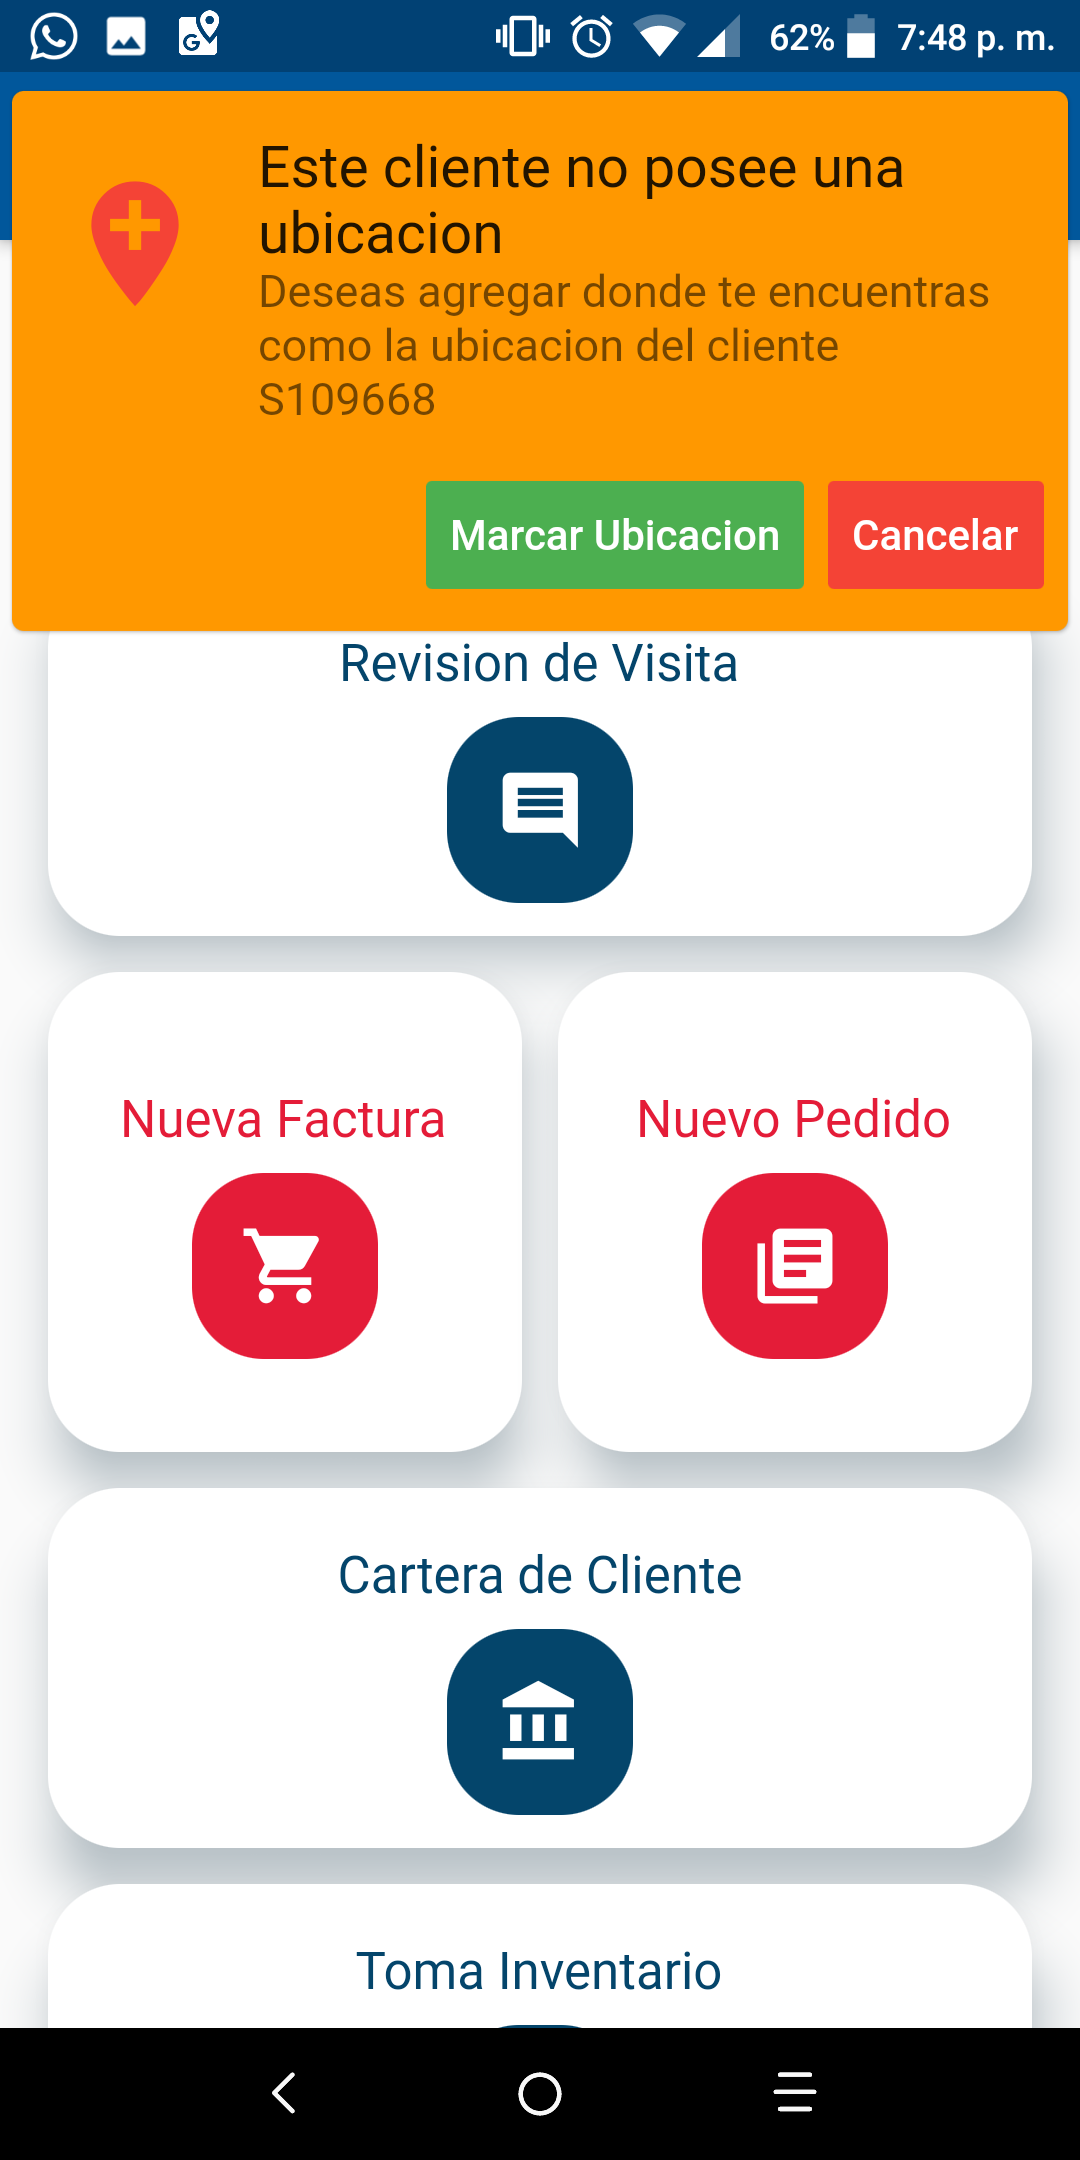 62% 7:48 p. m.
Este cliente no posee una
ubicacion
Deseas agregar donde te encuentras
como la ubicacion del cliente
S109668
Marcar Ubicacion Cancelar
Revision de Visita
Nueva Factura Nuevo Pedido
Cartera de Cliente
Toma Inventario